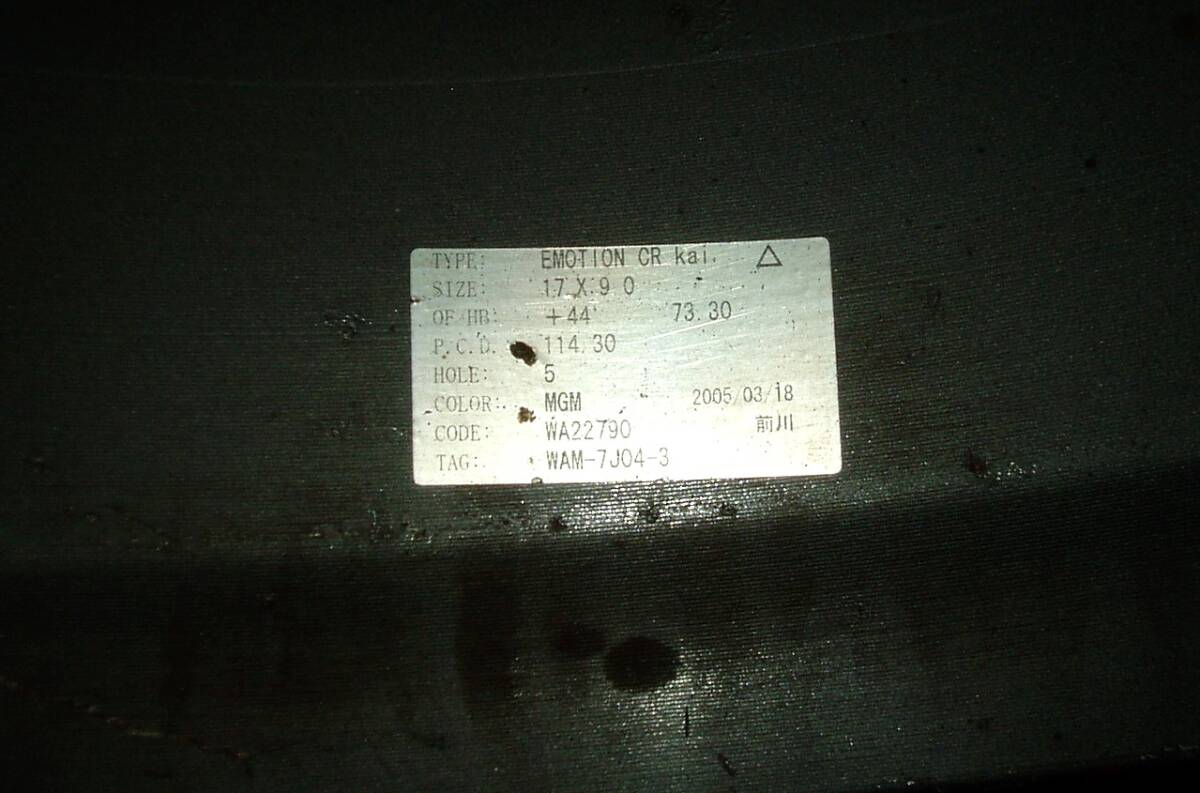 TYPE: EMOTION CR kai. △
SIZE: 17 X 9 0
OF HB: +44 73.30
P.C.D. 114.30
HOLE: 5
COLOR: MGM 2005/03/18
CODE: WA22790 前川
TAG: WAM-7J04-3